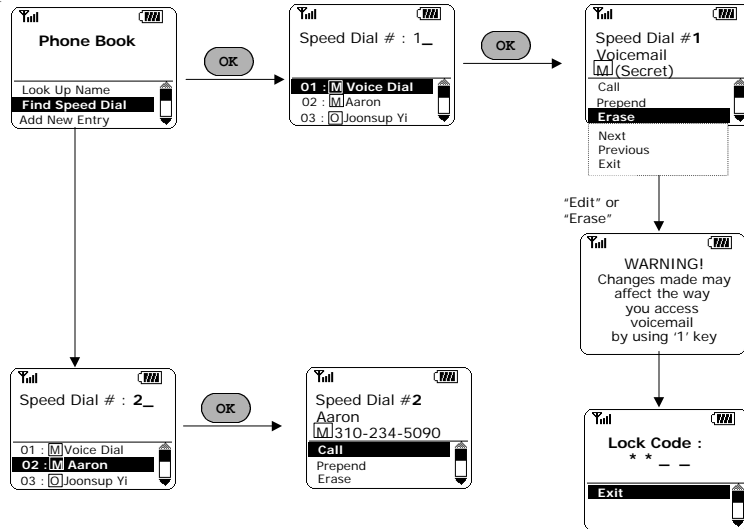 Phone Book
Look Up Name
Find Speed Dial
Add New Entry
OK
Speed Dial # : 1_
01 : M Voice Dial
02 : M Aaron
03 : O Joonsup Yi
OK
Speed Dial #1
Voicemail
M (Secret)
Call
Prepend
Erase
Next
Previous
Exit
“Edit” or
“Erase”
WARNING!
Changes made may
affect the way
you access
voicemail
by using ‘1’ key
Speed Dial # : 2_
01 : M Voice Dial
02 : M Aaron
03 : O Joonsup Yi
OK
Speed Dial #2
Aaron
M 310-234-5090
Call
Prepend
Erase
Lock Code :
* * _ _
Exit